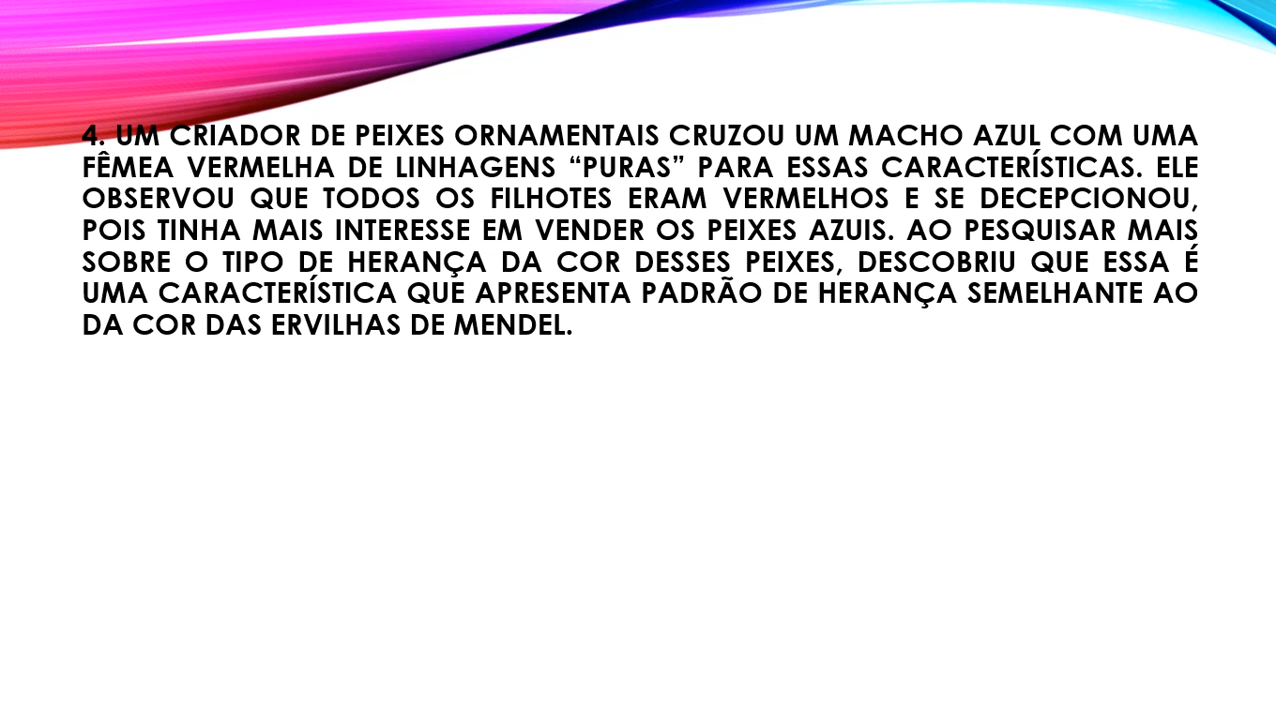 4. UM CRIADOR DE PEIXES ORNAMENTAIS CRUZOU UM MACHO AZUL COM UMA
FÊMEA VERMELHA DE LINHAGENS “PURAS” PARA ESSAS CARACTERÍSTICAS. ELE
OBSERVOU QUE TODOS OS FILHOTES ERAM VERMELHOS E SE DECEPCIONOU,
POIS TINHA MAIS INTERESSE EM VENDER OS PEIXES AZUIS. AO PESQUISAR MAIS
SOBRE O TIPO DE HERANÇA DA COR DESSES PEIXES, DESCOBRIU QUE ESSA É
UMA CARACTERÍSTICA QUE APRESENTA PADRÃO DE HERANÇA SEMELHANTE AO
DA COR DAS ERVILHAS DE MENDEL.